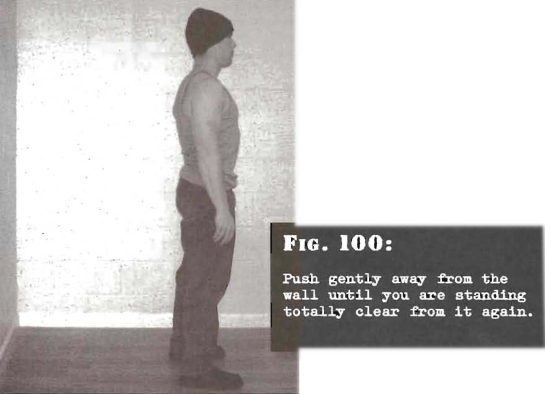 FIG. 100:
Push gently away from the
wall until you are standing
totally clear from it again.